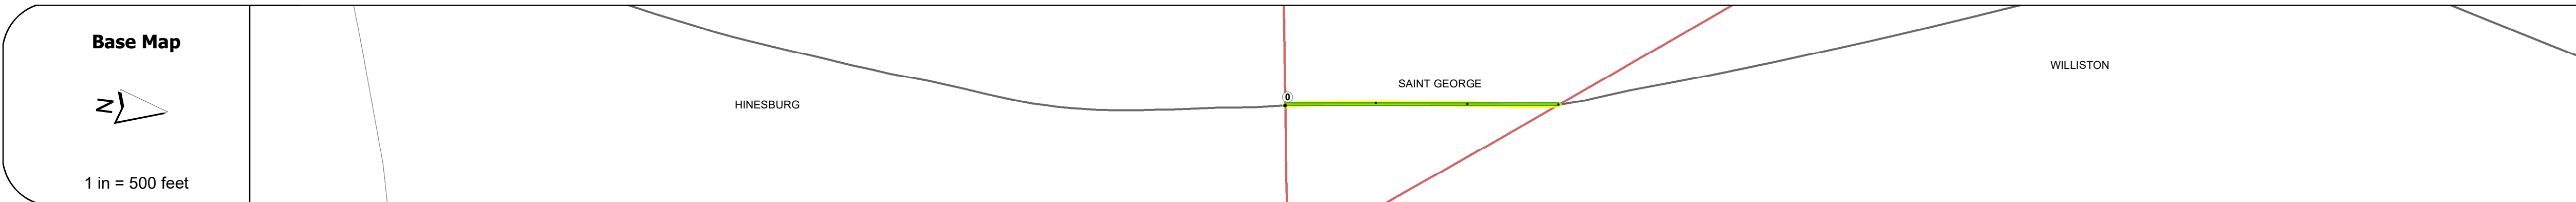 Base Map
N
1 in = 500 feet
HINESBURG
0
SAINT GEORGE
WILLISTON